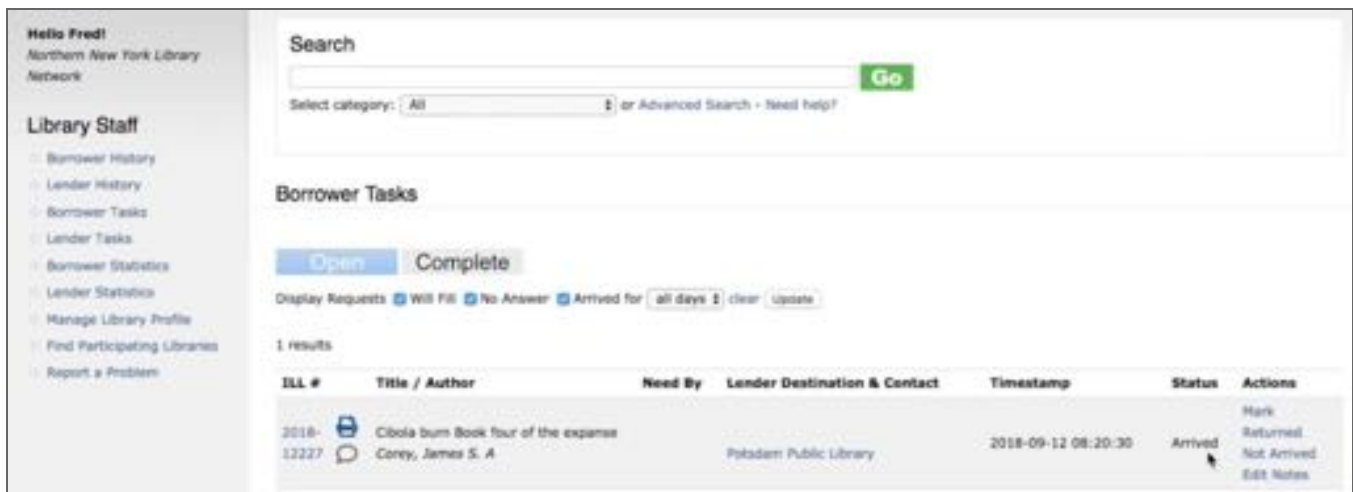 Hello Fred!
Northern New York Library
Network
Library Staff
Borrower History
Lender History
Borrower Tasks
Lender Tasks
Borrower Statistics
Lender Statistics
Manage Library Profile
Find Participating Libraries
Report a Problem
Search
Go
Select category: All or Advanced Search - Need help?
Borrower Tasks
Open Complete
Display Requests Will Fill No Answer Arrived for all days clear Update
1 results
ILL # Title / Author Need By Lender Destination & Contact Timestamp Status Actions
2018-12227 Cibola burn Book four of the expanse
Corey, James S. A Potsdam Public Library 2018-09-12 08:20:30 Arrived
Mark
Returned
Not Arrived
Edit Notes